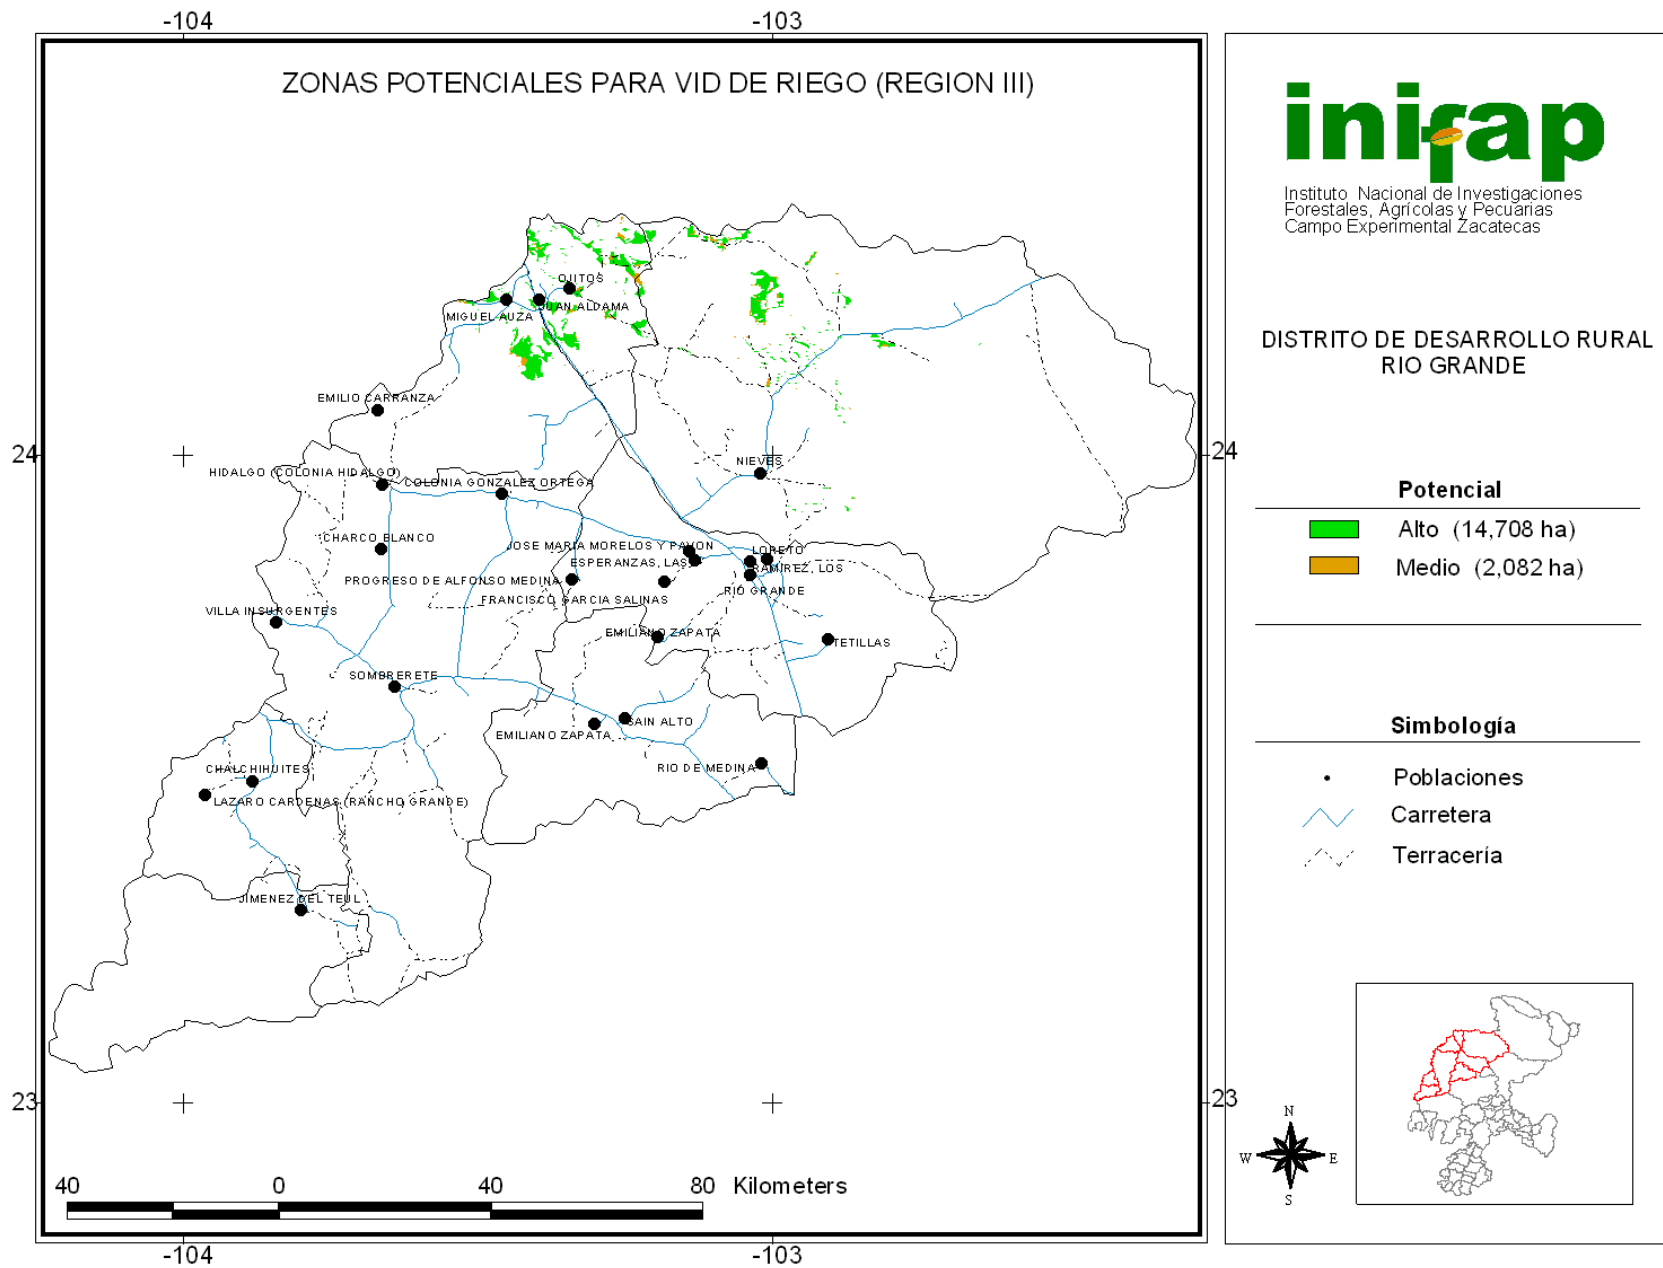 -104
-103
ZONAS POTENCIALES PARA VID DE RIEGO (REGION III)
OJITOS
JUAN ALDAMA
MIGUEL AUZA
EMILIO CARRANZA
24
24
NIEVES
HIDALGO (COLONIA HIDALGO)
COLONIA GONZALEZ ORTEGA
CHARCO BLANCO
JOSE MARIA MORELOS Y PAVON
LORETO
ESPERANZAS, LAS
RAMIREZ, LOS
PROGRESO DE ALFONSO MEDINA
RIO GRANDE
FRANCISCO GARCIA SALINAS
VILLA INSURGENTES
EMILIANO ZAPATA
TETILLAS
SOMBRERETE
SAIN ALTO
EMILIANO ZAPATA
RIO DE MEDINA
CHALCHIHUITES
LAZARO CARDENAS (RANCHO GRANDE)
JIMENEZ DEL TEUL
23
23
40 0 40 80 Kilometers
-104
-103
inifap
Instituto Nacional de Investigaciones
Forestales, Agrícolas y Pecuarias
Campo Experimental Zacatecas
DISTRITO DE DESARROLLO RURAL
RIO GRANDE
Potencial
Alto (14,708 ha)
Medio (2,082 ha)
Simbología
Poblaciones
Carretera
Terracería
N
W E
S